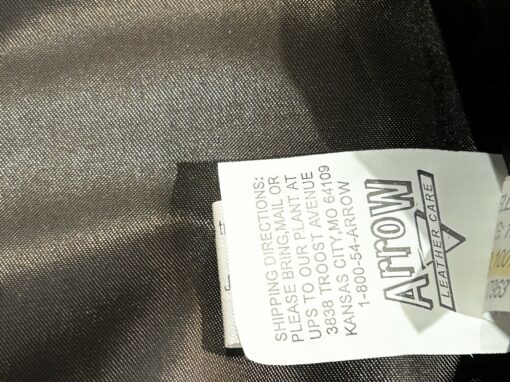 SHIPPING DIRECTIONS:
PLEASE BRING,MAIL OR
UPS TO OUR PLANT AT
3838 TROOST AVENUE
KANSAS CITY,MO 64109
1-800-54-ARROW
Arrow
LEATHER CARE